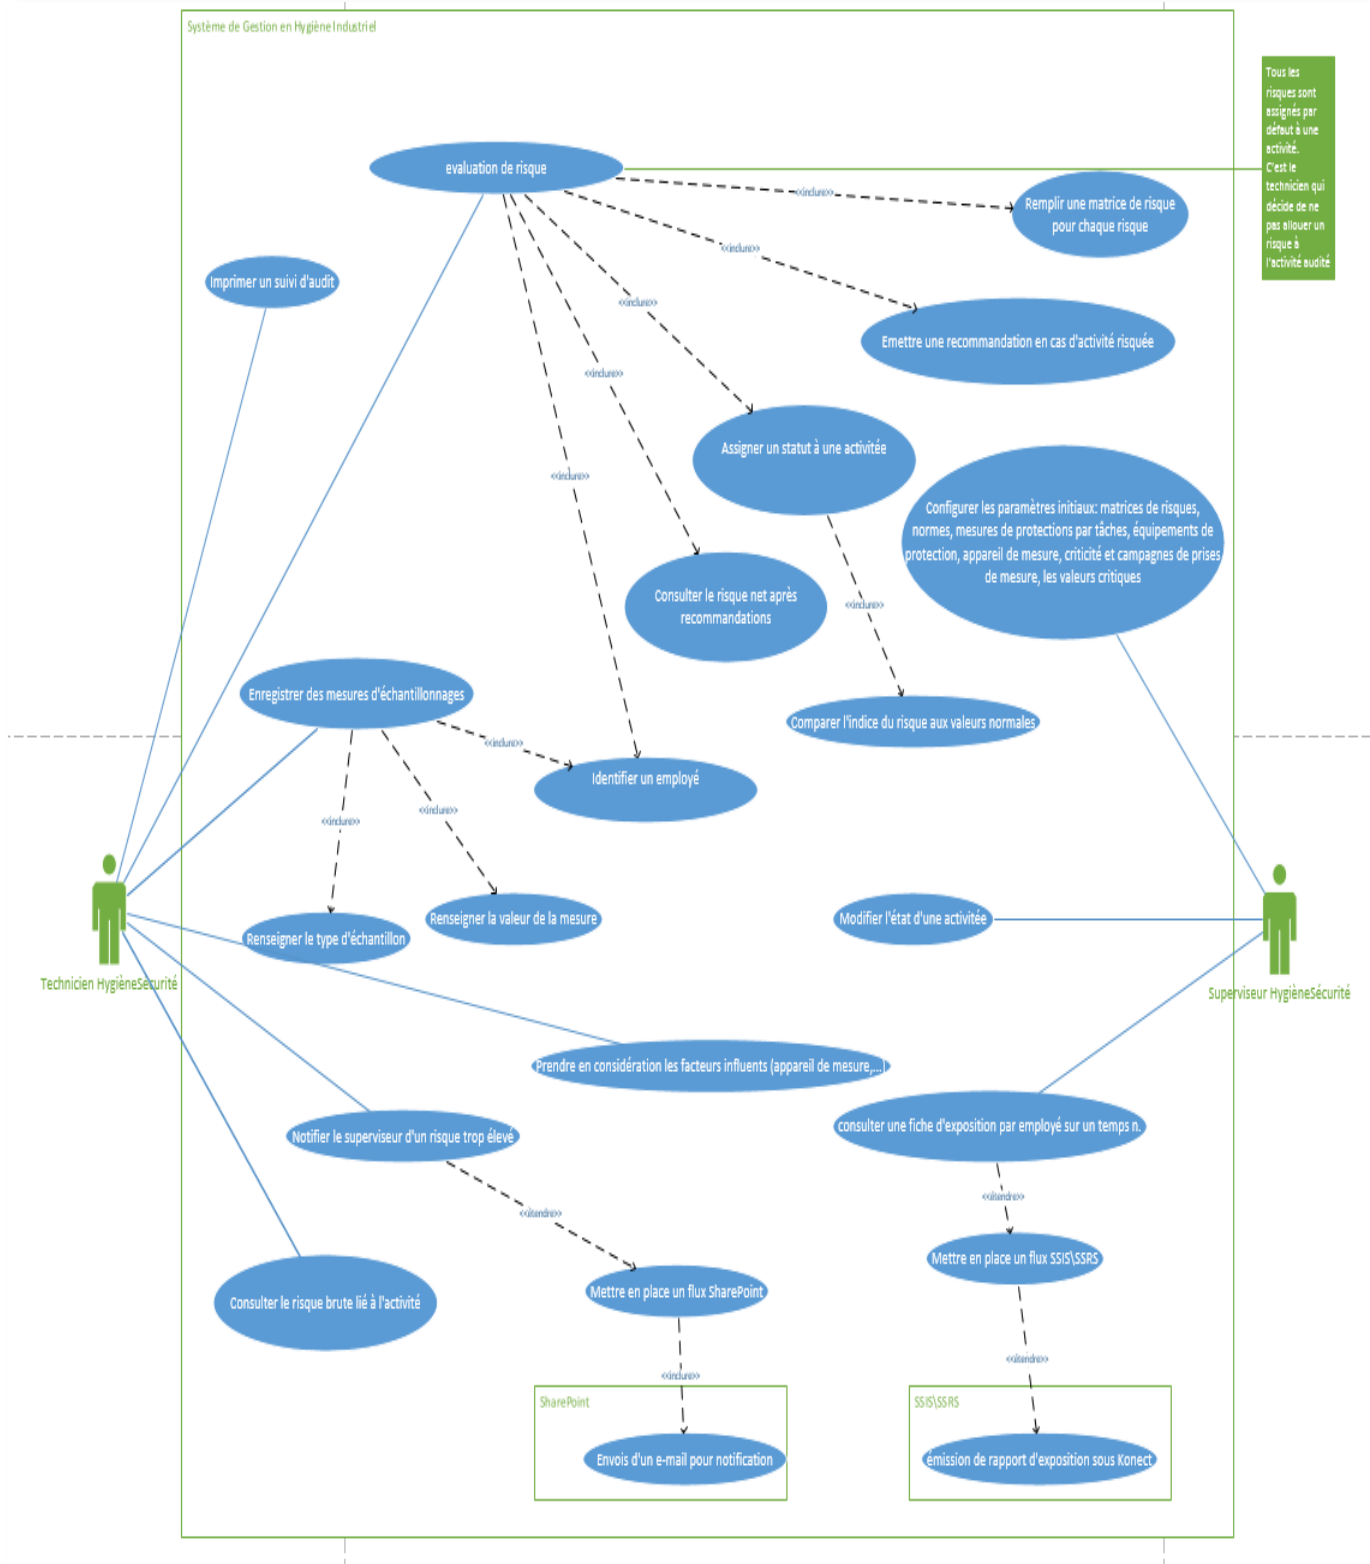 Système de Gestion en Hygiène Industriel
Tous les
risques sont
assignés par
défaut à une
activité.
C'est le
technicien qui
décide de ne
pas allouer un
risque à
l'activité audité
evaluation de risque
<<inclure>>
Remplir une matrice de risque
pour chaque risque
<<inclure>>
Imprimer un suivi d'audit
<<inclure>>
Emettre une recommandation en cas d'activité risquée
<<inclure>>
Assigner un statut à une activitée
<<inclure>>
Configurer les paramètres initiaux: matrices de risques,
normes, mesures de protections par tâches, équipements de
protection, appareil de mesure, criticité et campagnes de prises
de mesure, les valeurs critiques
Consulter le risque net après
recommandations
<<inclure>>
Enregistrer des mesures d'échantillonnages
Comparer l'indice du risque aux valeurs normales
<<inclure>>
Identifier un employé
<<inclure>>
<<inclure>>
Renseigner la valeur de la mesure
Modifier l'état d'une activitée
Renseigner le type d'échantillon
Technicien HygièneSécurité
Superviseur HygièneSécurité
Prendre en considération les facteurs influents (appareil de mesure,...)
Notifier le superviseur d'un risque trop élevé
consulter une fiche d'exposition par employé sur un temps n.
<<étendre>>
<<étendre>>
Mettre en place un flux SSIS\SSRS
Mettre en place un flux SharePoint
Consulter le risque brute lié à l'activité
<<étendre>>
<<inclure>>
SharePoint
SSIS\SSRS
Envois d'un e-mail pour notification
émission de rapport d'exposition sous Konect